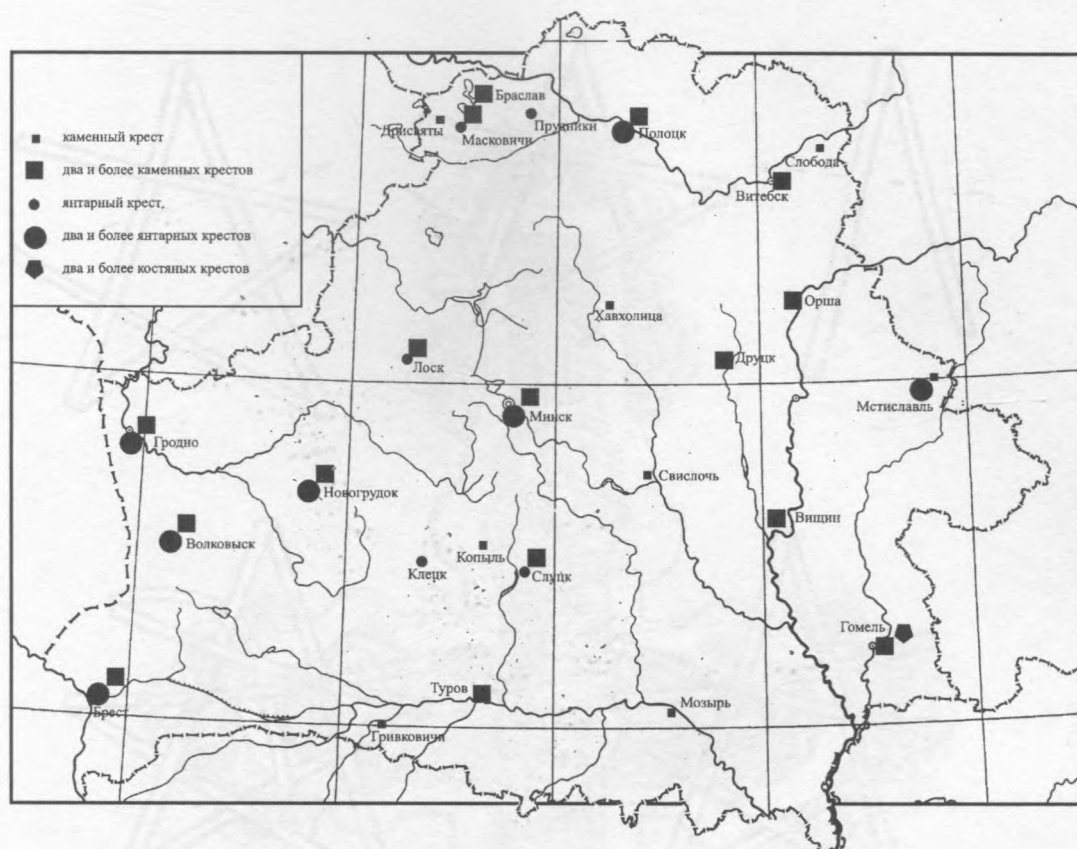 каменный крест
два и более каменных крестов
янтарный крест,
два и более янтарных крестов
два и более костяных крестов
Браслав
Дрисвяты
Прудники
Масковичи
Полоцк
Слобода
Витебск
Орша
Хавхолица
Друцк
Лоск
Мстиславль
Минск
Гродно
Свислочь
Новогрудок
Вищин
Волковыск
Копыль
Клецк
Слуцк
Гомель
Туров
Мозырь
Брест
Гривковичи